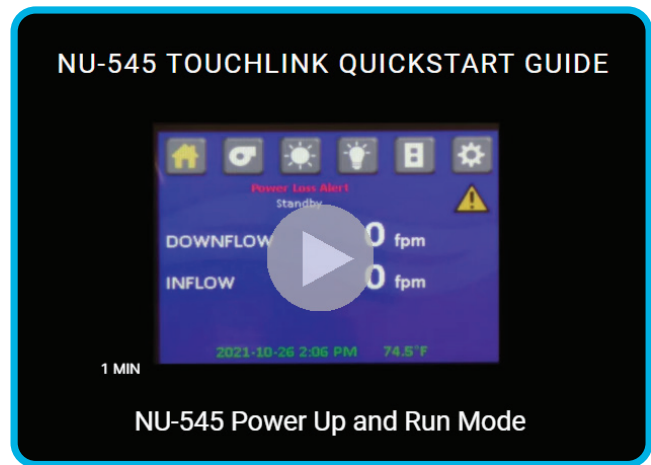 NU-545 TOUCHLINK QUICKSTART GUIDE
Power Loss Alert
Standby
DOWNFLOW 0 fpm
INFLOW 0 fpm
2021-10-26 2:06 PM 74.5°F
1 MIN
NU-545 Power Up and Run Mode